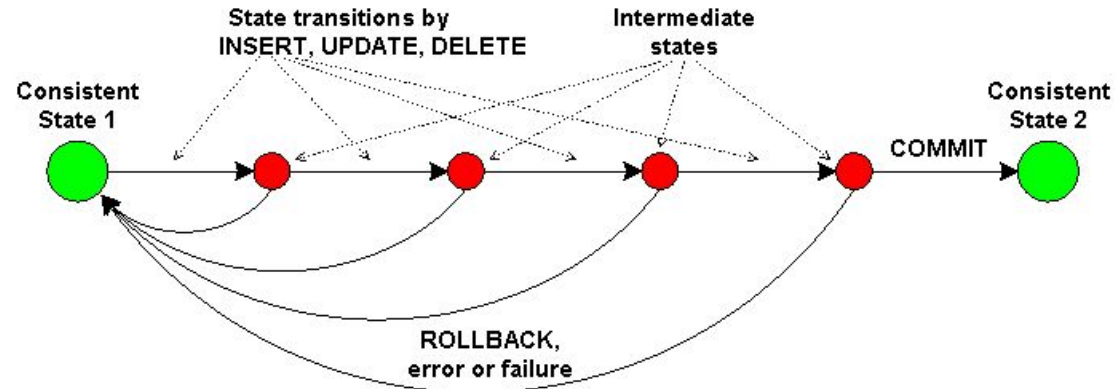 State transitions by
INSERT, UPDATE, DELETE
Intermediate
states
Consistent
State 1
Consistent
State 2
COMMIT
ROLLBACK,
error or failure